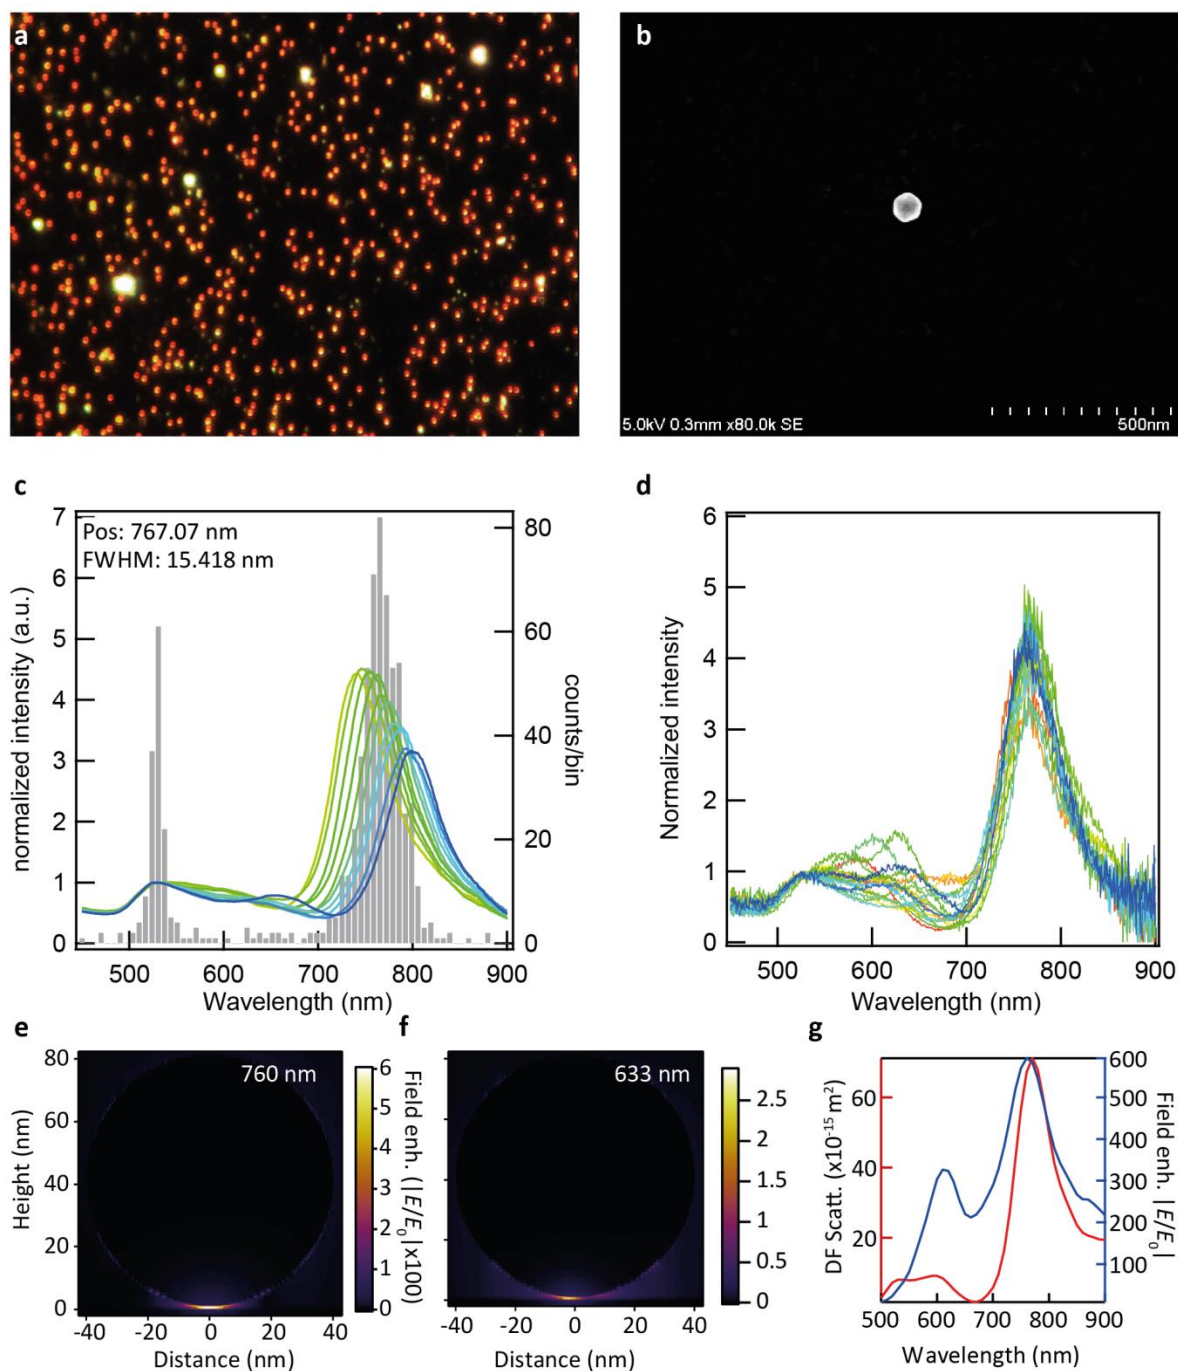 a
b
5.0kV 0.3mm x80.0k SE
500nm
c
Pos: 767.07 nm
FWHM: 15.418 nm
normalized intensity (a.u.)
7
6
5
4
3
2
1
0
80
60
40
20
0
counts/bin
500 600 700 800 900
Wavelength (nm)
d
Normalized intensity
6
5
4
3
2
1
0
500 600 700 800 900
Wavelength (nm)
e
760 nm
Height (nm)
80
60
40
20
0
-40 -20 0 20 40
Distance (nm)
6
5
4
3
2
1
0
Field enh. (|E/E₀|x100)
f
633 nm
-40 -20 0 20 40
Distance (nm)
2.5
2
1.5
1
0.5
0
g
DF Scatt. (x10⁻¹⁵ m²)
60
40
20
600
500
400
300
200
100
Field enh. |E/E₀|
500 600 700 800 900
Wavelength (nm)